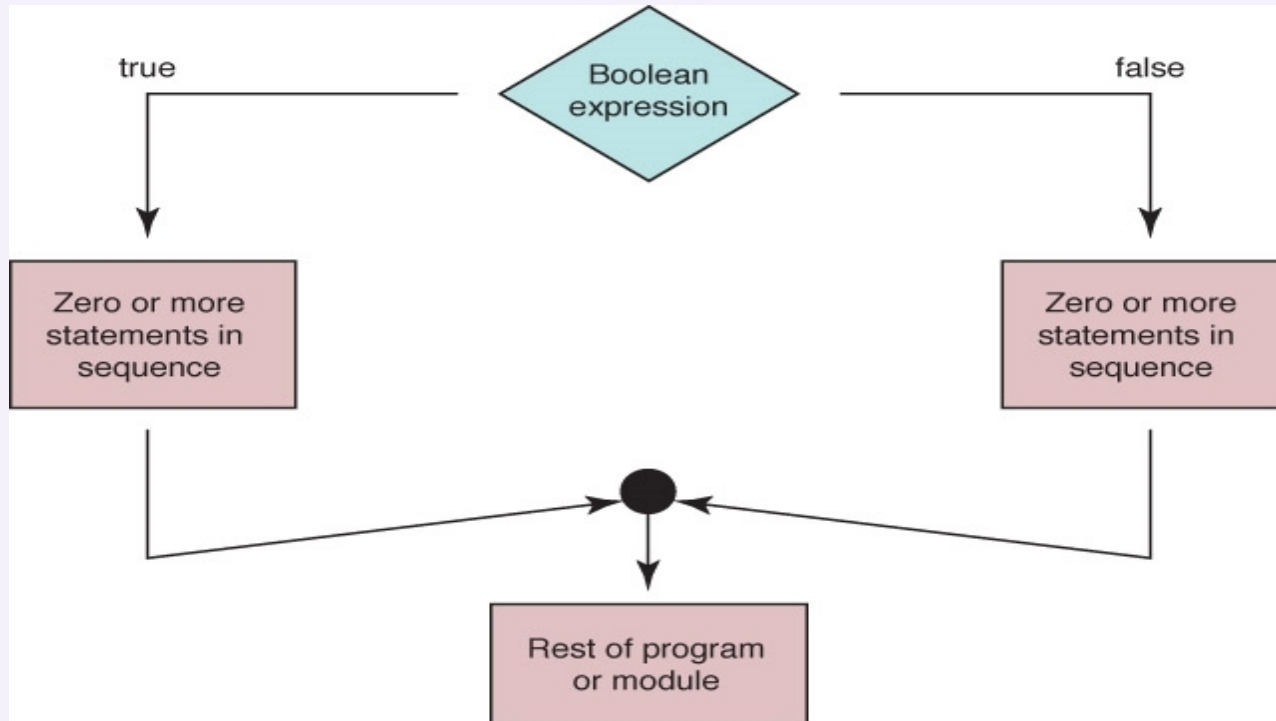 true
Boolean
expression
false
Zero or more
statements in
sequence
Zero or more
statements in
sequence
Rest of program
or module